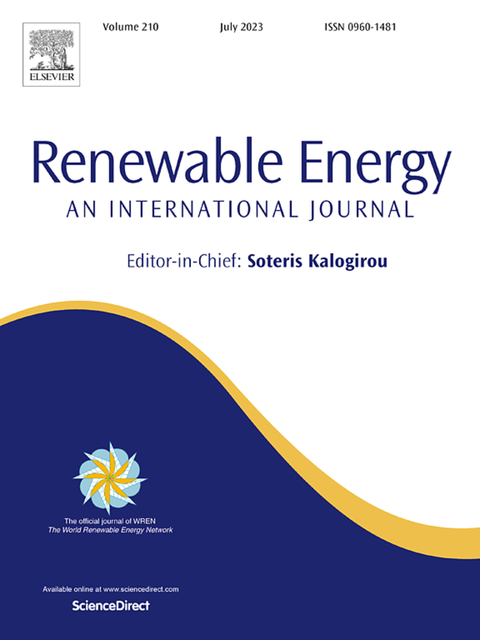 Volume 210 July 2023 ISSN 0960-1481
ELSEVIER
Renewable Energy
AN INTERNATIONAL JOURNAL
Editor-in-Chief: Soteris Kalogirou
The official journal of WREN
The World Renewable Energy Network
Available online at www.sciencedirect.com
ScienceDirect